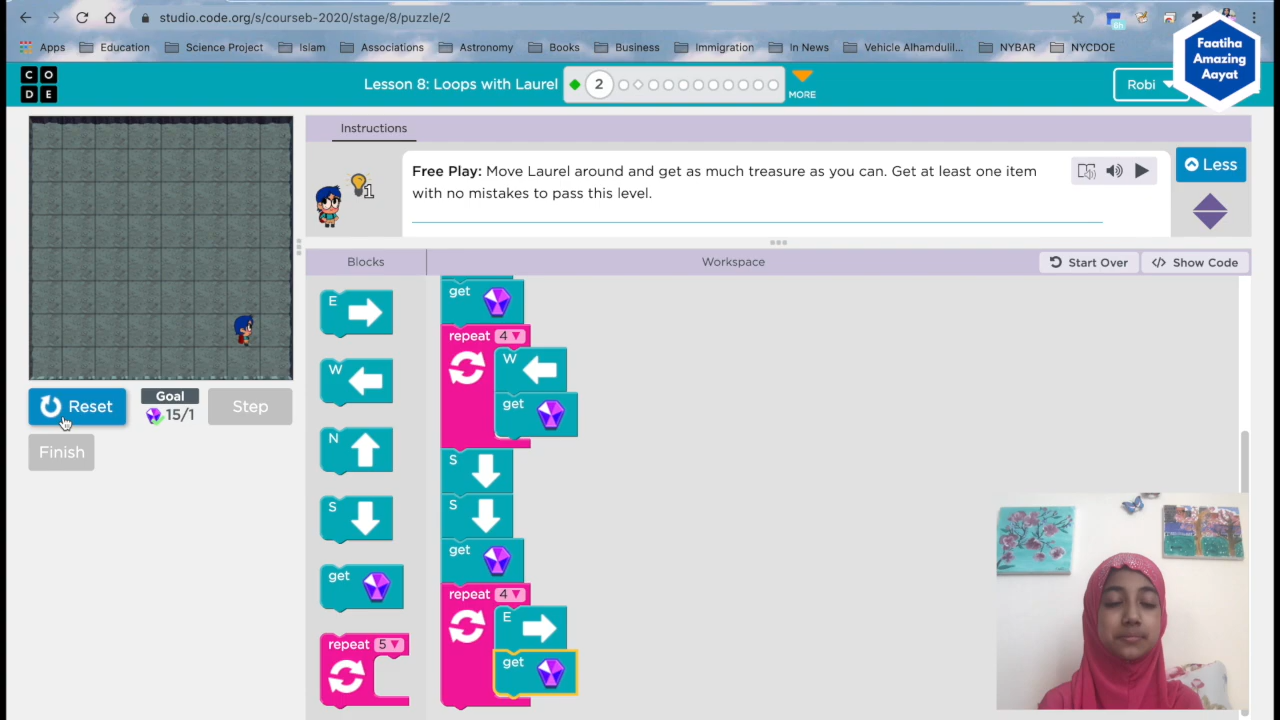 studio.code.org/s/courseb-2020/stage/8/puzzle/2
6h
Apps Education Science Project Islam Associations Astronomy Books Business Immigration In News Vehicle Alhamdulil... NYBAR NYCDOE
Faatiha
Amazing
Aayat
C O
D E
Lesson 8: Loops with Laurel 2 MORE Robi
Instructions
1
Free Play: Move Laurel around and get as much treasure as you can. Get at least one item
with no mistakes to pass this level.
Less
Blocks Workspace Start Over </> Show Code
Reset
Goal
15/1
Step
Finish
E
W
N
S
get
repeat 5
get
repeat 4
W
get
S
S
get
repeat 4
E
get